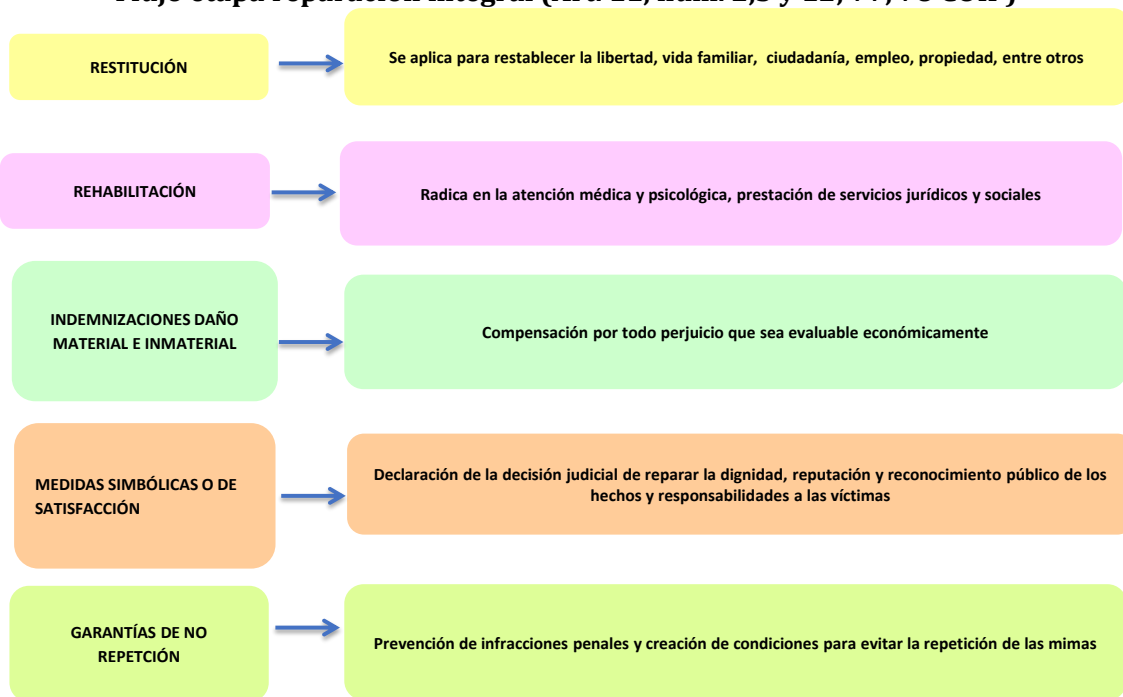 RESTITUCIÓN
Se aplica para restablecer la libertad, vida familiar, ciudadanía, empleo, propiedad, entre otros
REHABILITACIÓN
Radica en la atención médica y psicológica, prestación de servicios jurídicos y sociales
INDEMNIZACIONES DAÑO
MATERIAL E INMATERIAL
Compensación por todo perjuicio que sea evaluable económicamente
MEDIDAS SIMBÓLICAS O DE
SATISFACCIÓN
Declaración de la decisión judicial de reparar la dignidad, reputación y reconocimiento público de los
hechos y responsabilidades a las víctimas
GARANTÍAS DE NO
REPETCIÓN
Prevención de infracciones penales y creación de condiciones para evitar la repetición de las mimas